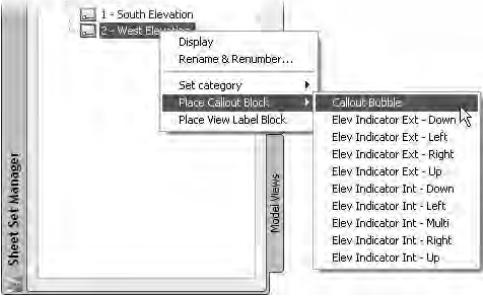 1 - South Elevation
2 - West Elevation
Display
Rename & Renumber...
Set category
Place Callout Block
Place View Label Block
Callout Bubble
Elev Indicator Ext - Down
Elev Indicator Ext - Left
Elev Indicator Ext - Right
Elev Indicator Ext - Up
Elev Indicator Int - Down
Elev Indicator Int - Left
Elev Indicator Int - Multi
Elev Indicator Int - Right
Elev Indicator Int - Up
Model Views
Sheet Set Manager